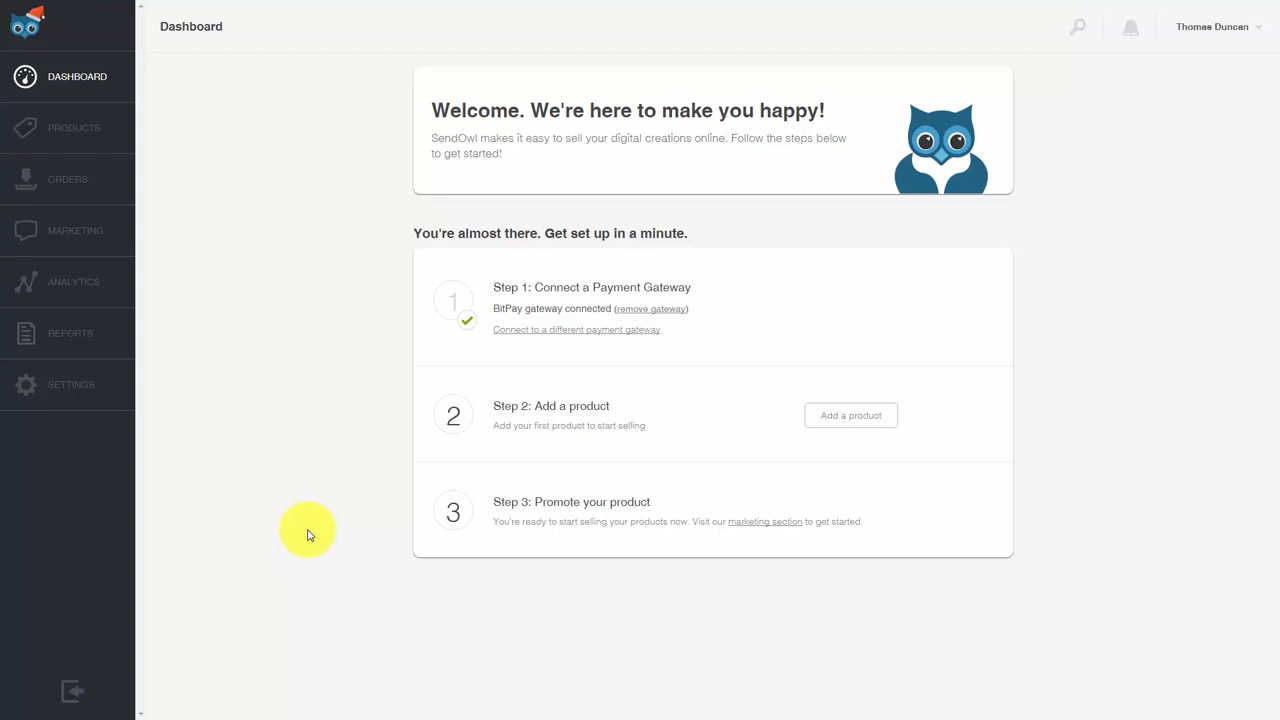 Dashboard
Thomas Duncan
DASHBOARD
PRODUCTS
ORDERS
MARKETING
ANALYTICS
REPORTS
SETTINGS
Welcome. We're here to make you happy!
SendOwl makes it easy to sell your digital creations online. Follow the steps below
to get started!
You're almost there. Get set up in a minute.
1
Step 1: Connect a Payment Gateway
BitPay gateway connected (remove gateway)
Connect to a different payment gateway
2
Step 2: Add a product
Add your first product to start selling.
Add a product
3
Step 3: Promote your product
You're ready to start selling your products now. Visit our marketing section to get started.